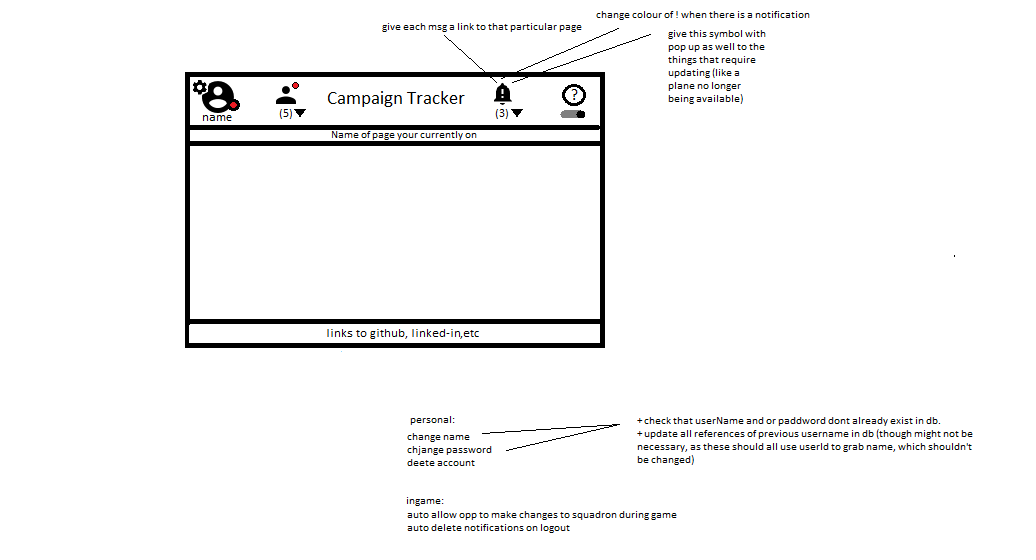 change colour of ! when there is a notification
give each msg a link to that particular page
give this symbol with
pop up as well to the
things that require
updating (like a
plane no longer
being available)
name
(5)
Campaign Tracker
(3)
?
Name of page your currently on
links to github, linked-in,etc
personal:
change name
chjange password
deete account
+ check that userName and or paddword dont already exist in db.
+ update all references of previous username in db (though might not be
necessary, as these should all use userId to grab name, which shouldn't
be changed)
ingame:
auto allow opp to make changes to squadron during game
auto delete notifications on logout